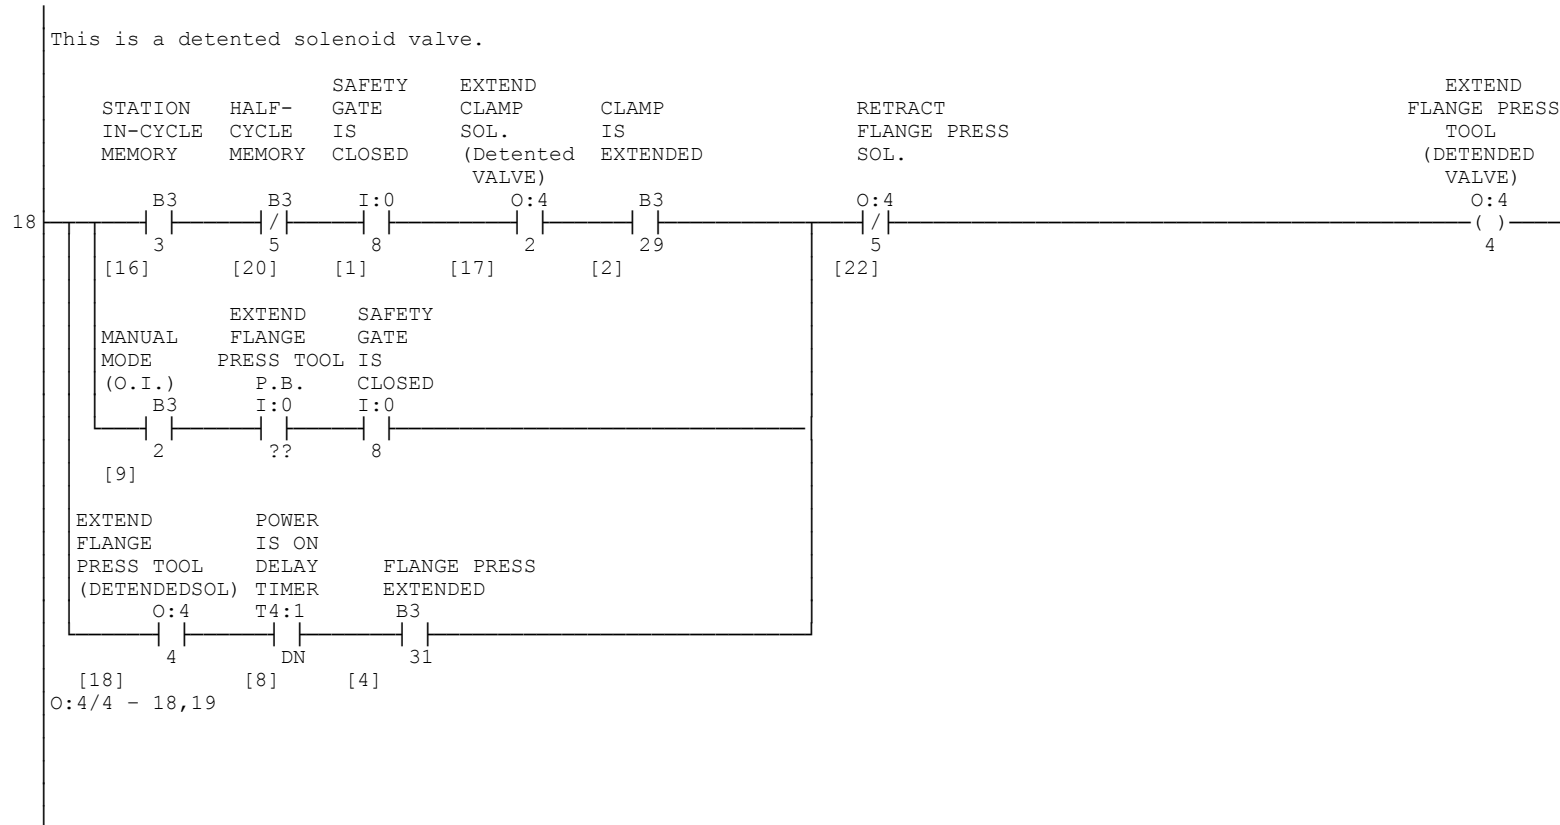 This is a detented solenoid valve.
SAFETY EXTEND EXTEND
STATION HALF- GATE CLAMP CLAMP RETRACT FLANGE PRESS
IN-CYCLE CYCLE IS SOL. IS FLANGE PRESS TOOL
MEMORY MEMORY CLOSED (Detented EXTENDED SOL. (DETENDED
VALVE) VALVE)
B3 B3 I:0 O:4 B3 O:4 O:4
18 / / ( )
3 5 8 2 29 5 4
[16] [20] [1] [17] [2] [22]
EXTEND SAFETY
MANUAL FLANGE GATE
MODE PRESS TOOL IS
(O.I.) P.B. CLOSED
B3 I:0 I:0
2 ?? 8
[9]
EXTEND POWER
FLANGE IS ON
PRESS TOOL DELAY FLANGE PRESS
(DETENDEDSOL) TIMER EXTENDED
O:4 T4:1 B3
4 DN 31
[18] [8] [4]
O:4/4 - 18,19